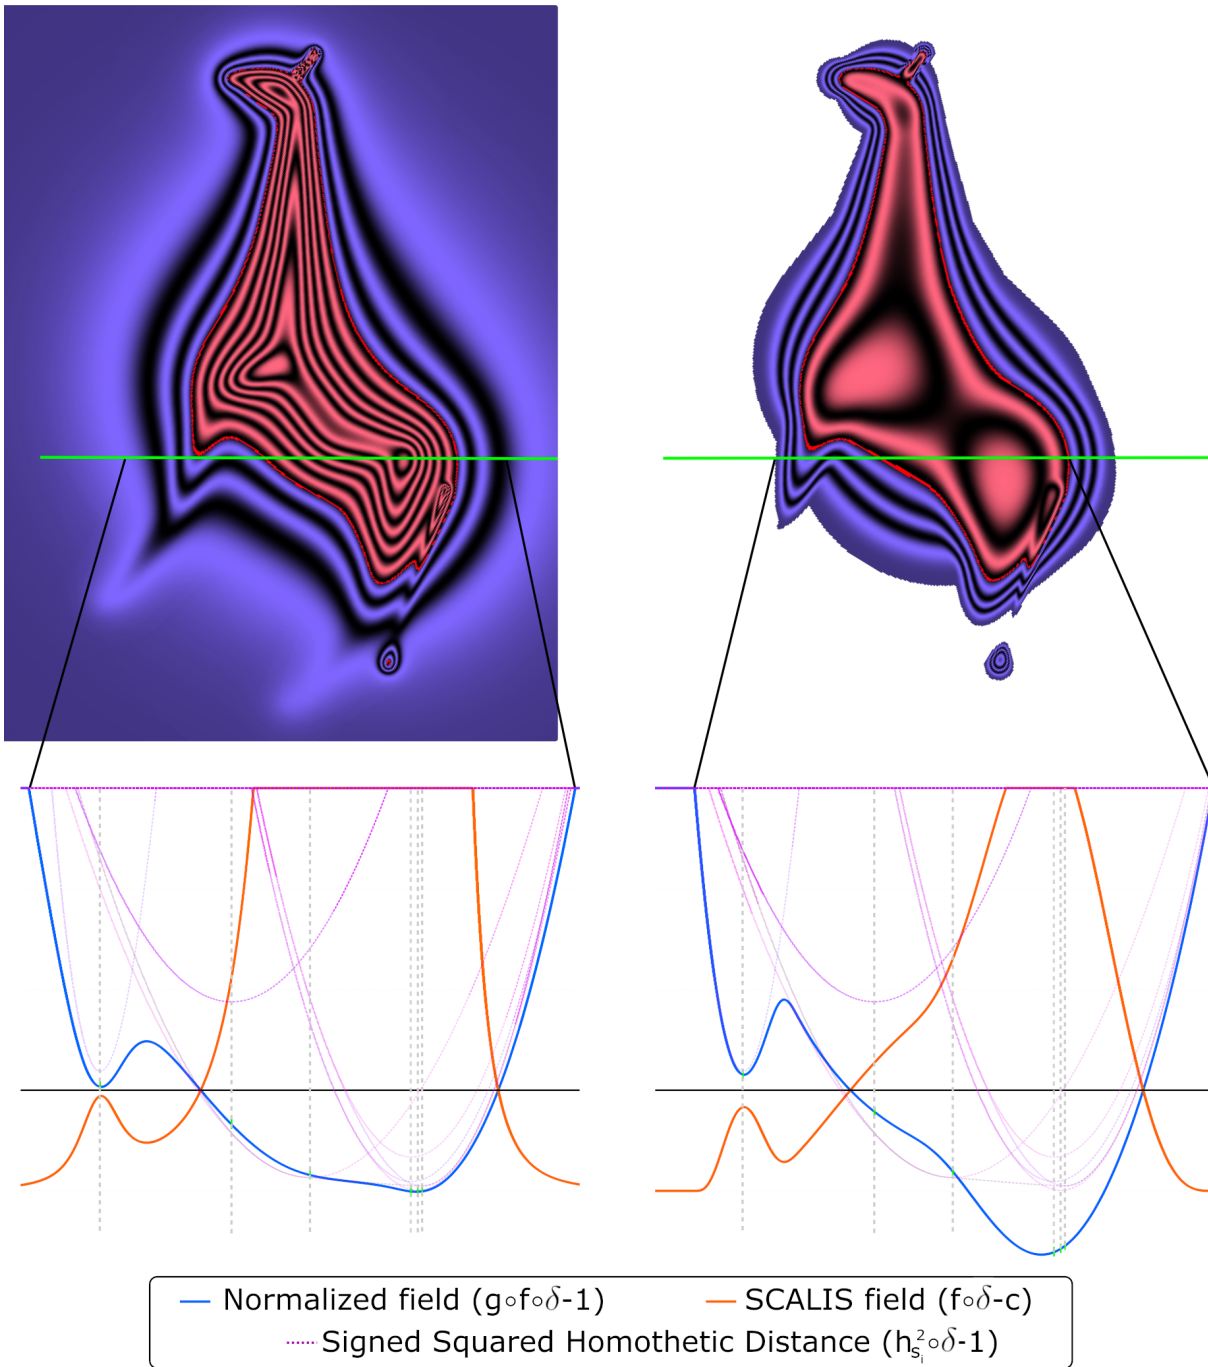 Normalized field (g∘f∘δ-1)
SCALIS field (f∘δ-c)
Signed Squared Homothetic Distance (h²ₛᵢ∘δ-1)